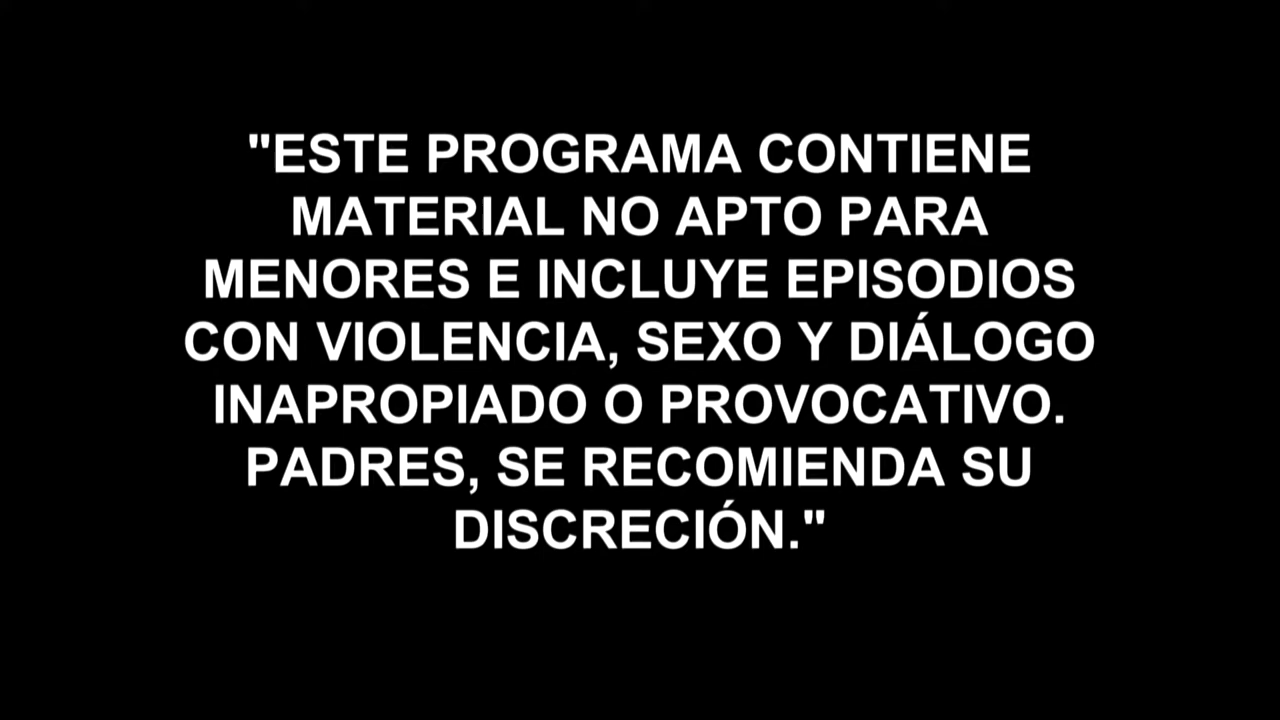 "ESTE PROGRAMA CONTIENE
MATERIAL NO APTO PARA
MENORES E INCLUYE EPISODIOS
CON VIOLENCIA, SEXO Y DIÁLOGO
INAPROPIADO O PROVOCATIVO.
PADRES, SE RECOMIENDA SU
DISCRECIÓN."